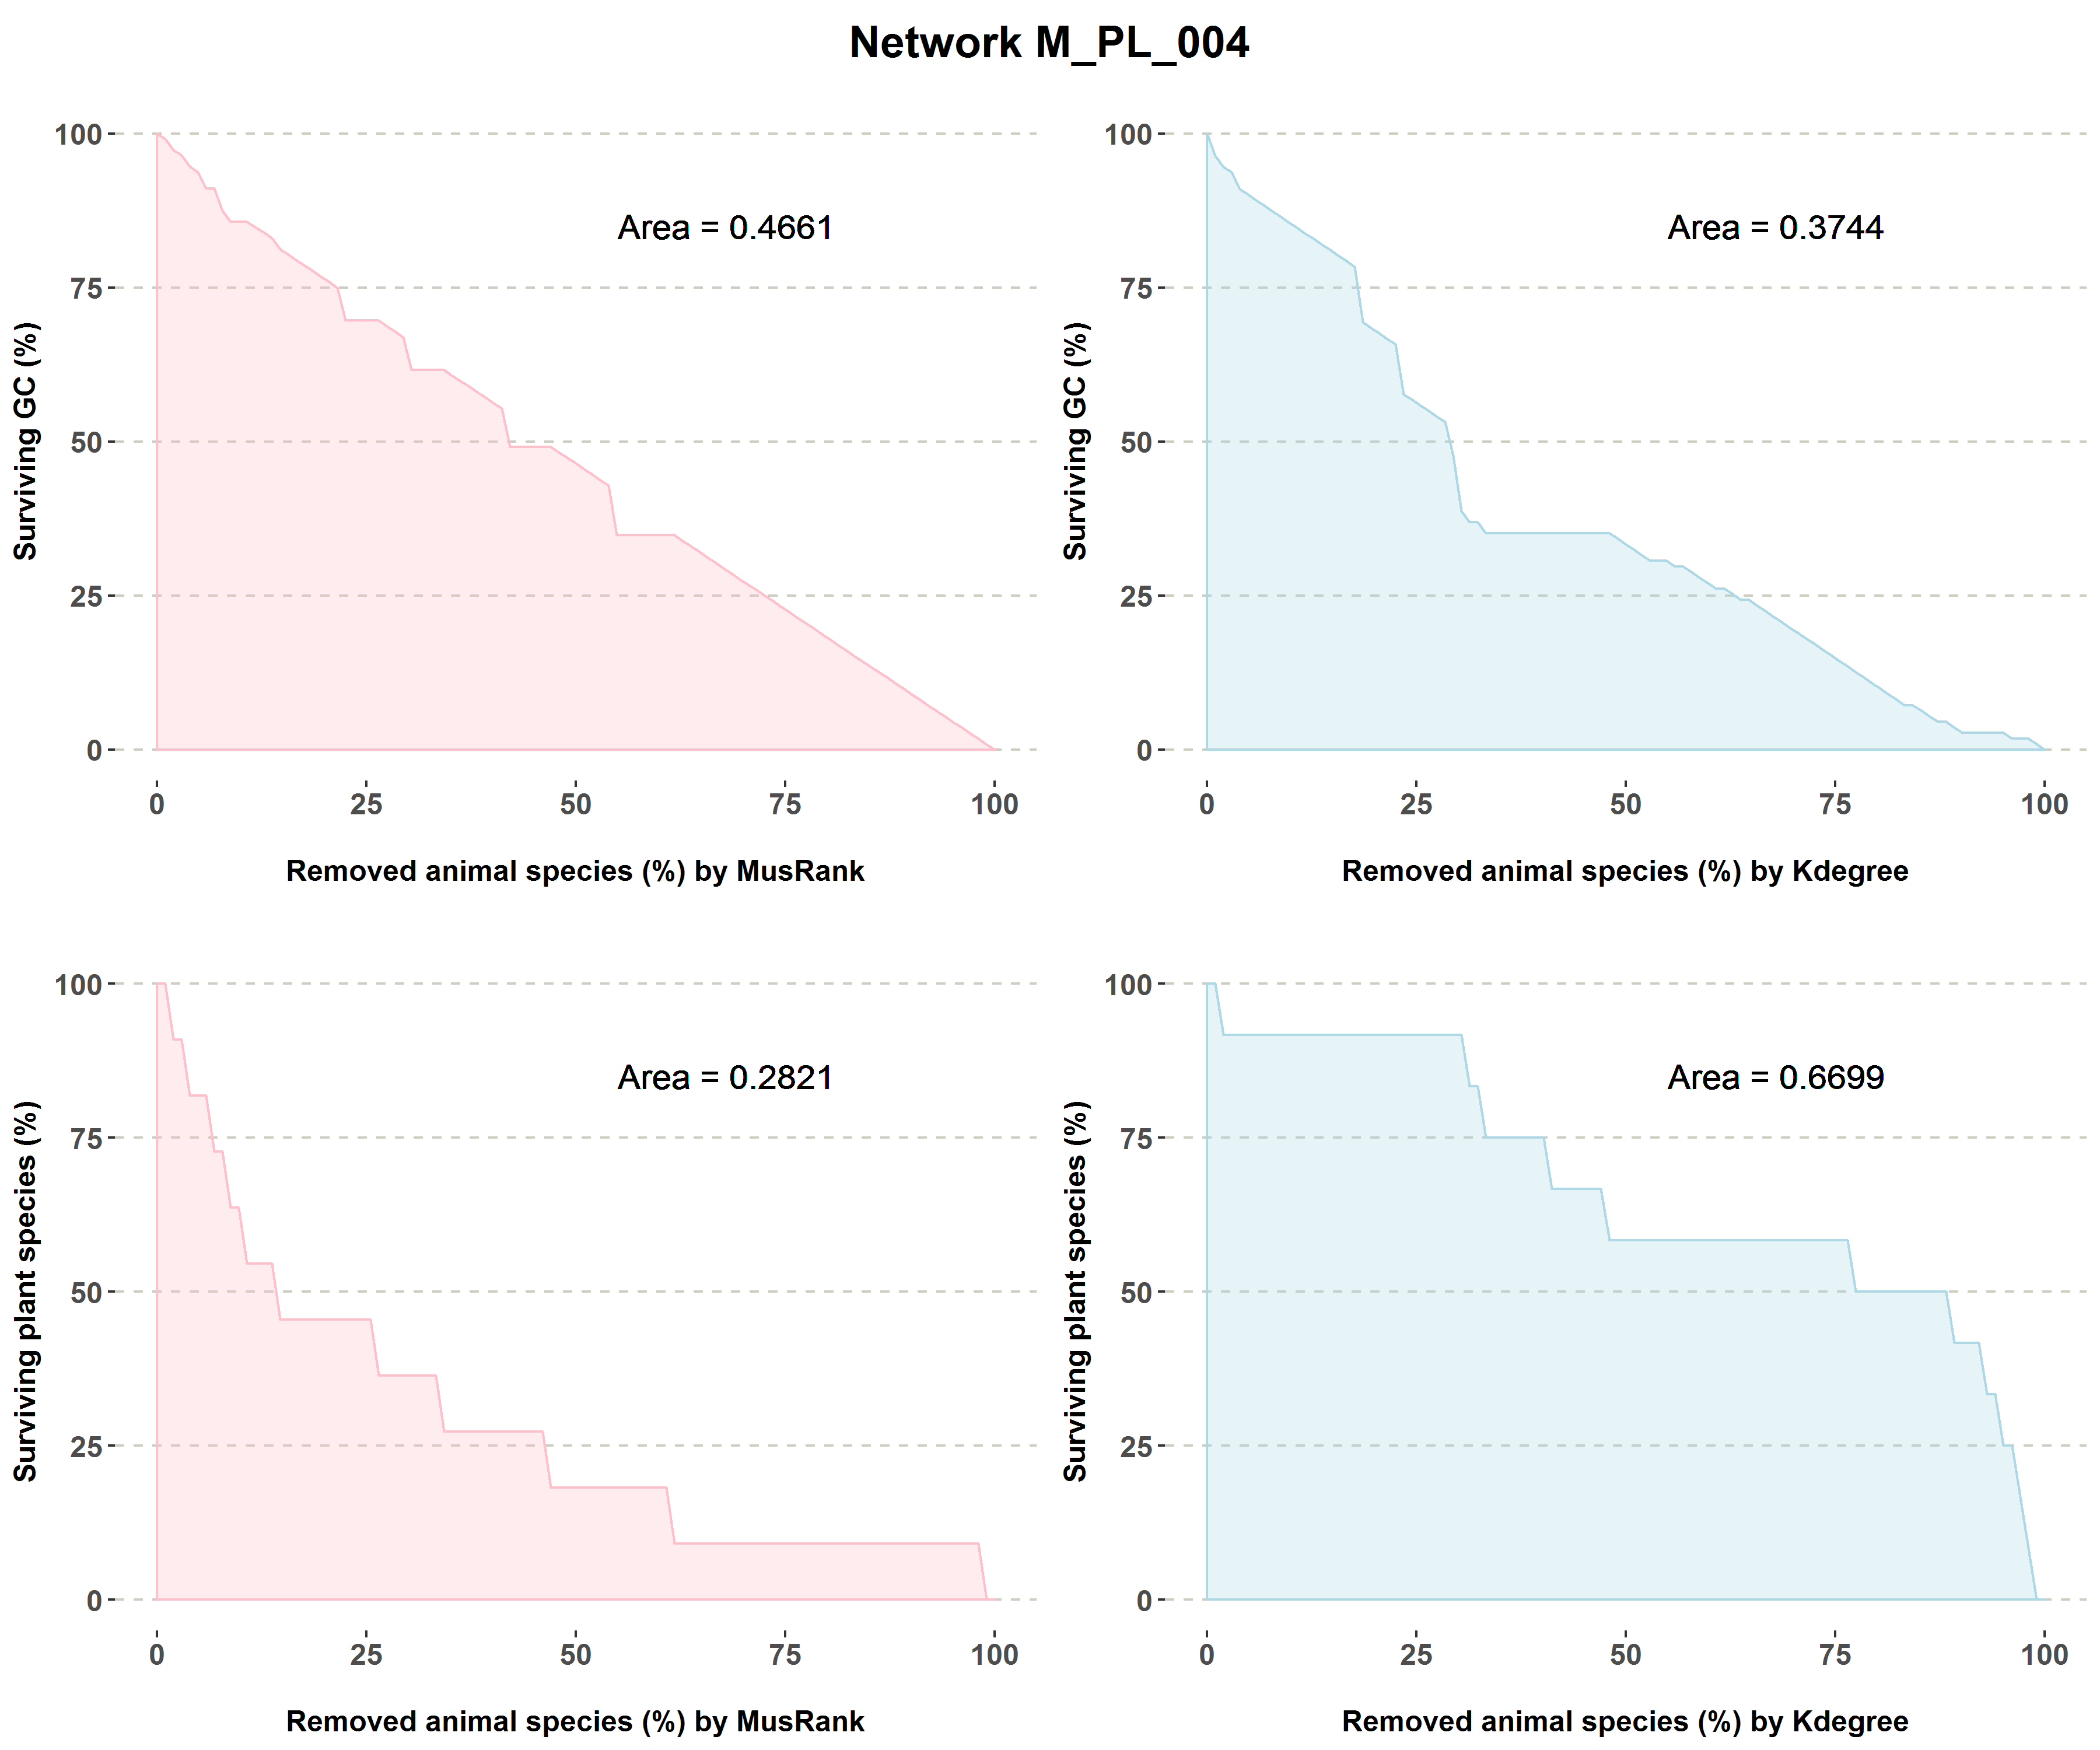 Network M_PL_004
Surviving GC (%)
100
75
50
25
0
Area = 0.4661
0 25 50 75 100
Removed animal species (%) by MusRank
Surviving GC (%)
100
75
50
25
0
Area = 0.3744
0 25 50 75 100
Removed animal species (%) by Kdegree
Surviving plant species (%)
100
75
50
25
0
Area = 0.2821
0 25 50 75 100
Removed animal species (%) by MusRank
Surviving plant species (%)
100
75
50
25
0
Area = 0.6699
0 25 50 75 100
Removed animal species (%) by Kdegree